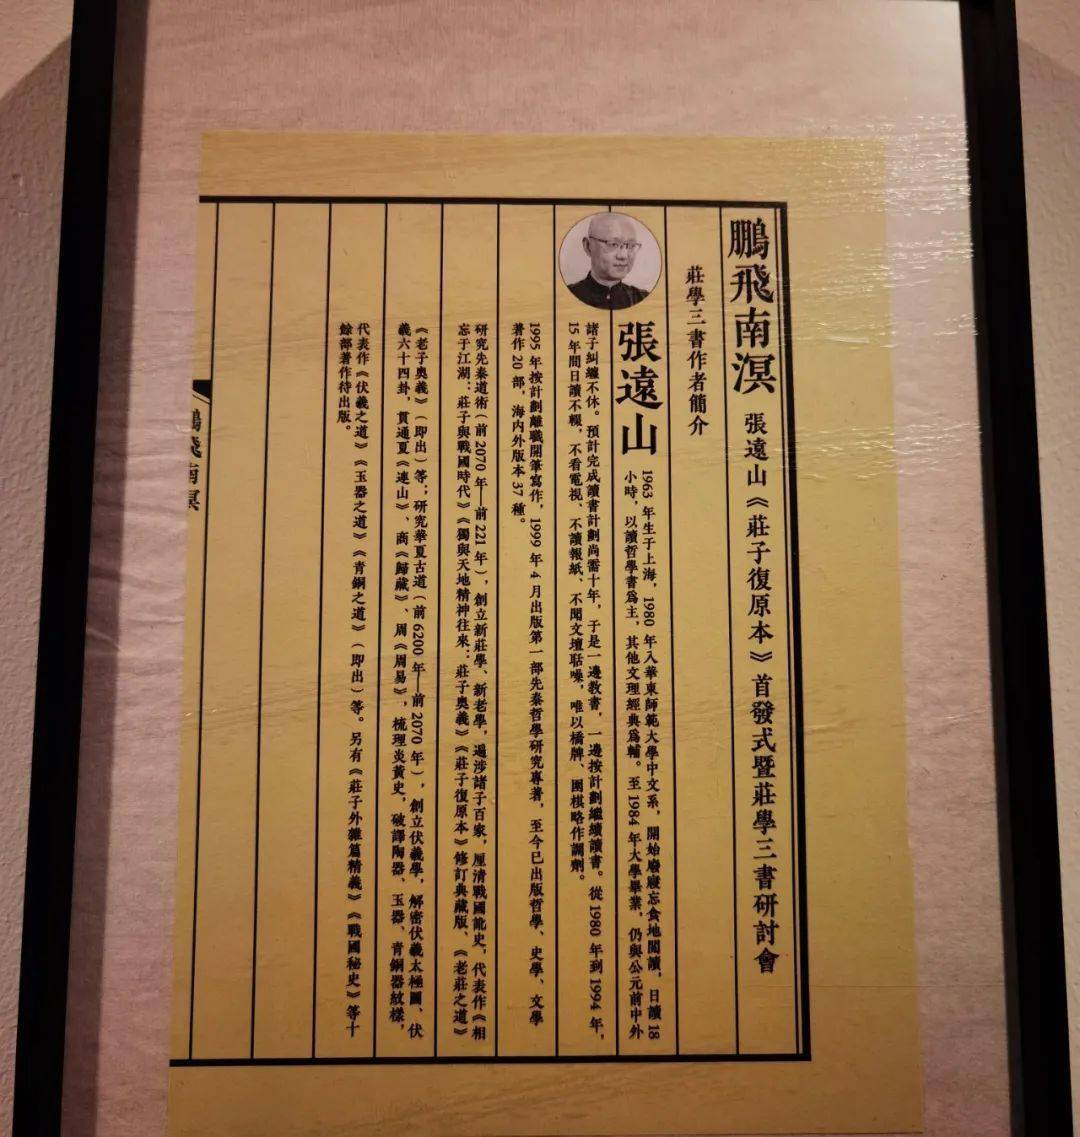 鵬飛南溟 張遠山《莊子復原本》首發式暨莊學三書研討會
莊學三書作者簡介
張遠山 1963 年生于上海，1980 年入華東師範大學中文系，開始廢寢忘食地閱讀，日讀 18
小時，以讀哲學書爲主，其他文理經典爲輔。至 1984 年大學畢業，仍與公元前中外
諸子糾纏不休。預計完成讀書計劃尚需十年，于是一邊教書，一邊按計劃繼續讀書。從 1980 年到 1994 年，
15 年間日讀不輟，不看電視、不讀報紙、不聞文壇聒噪，唯以橋牌、圍棋略作調劑。
1995 年按計劃離職開筆寫作，1999 年 4 月出版第一部先秦哲學研究專著，至今已出版哲學、史學、文學
著作 20 部，海内外版本 37 種。
研究先秦道術（前 2070 年—前 221 年），創立新莊學、新老學，遍涉諸子百家，厘清戰國亂史，代表作《相
忘于江湖：莊子與戰國時代》《獨與天地精神往來：莊子奧義》《莊子復原本》修訂典藏版、《老莊之道》
《老子奧義》（即出）等；研究華夏古道（前 6200 年—前 2070 年），創立伏羲學，解密伏羲太極圖、伏
羲六十四卦，貫通夏《連山》、商《歸藏》、周《周易》，梳理炎黃史，破譯陶器、玉器、青銅器紋樣，
代表作《伏羲之道》《玉器之道》《青銅之道》（即出）等。另有《莊子外雜篇精義》《戰國秘史》等十
餘部著作待出版。
鵬飛南溟